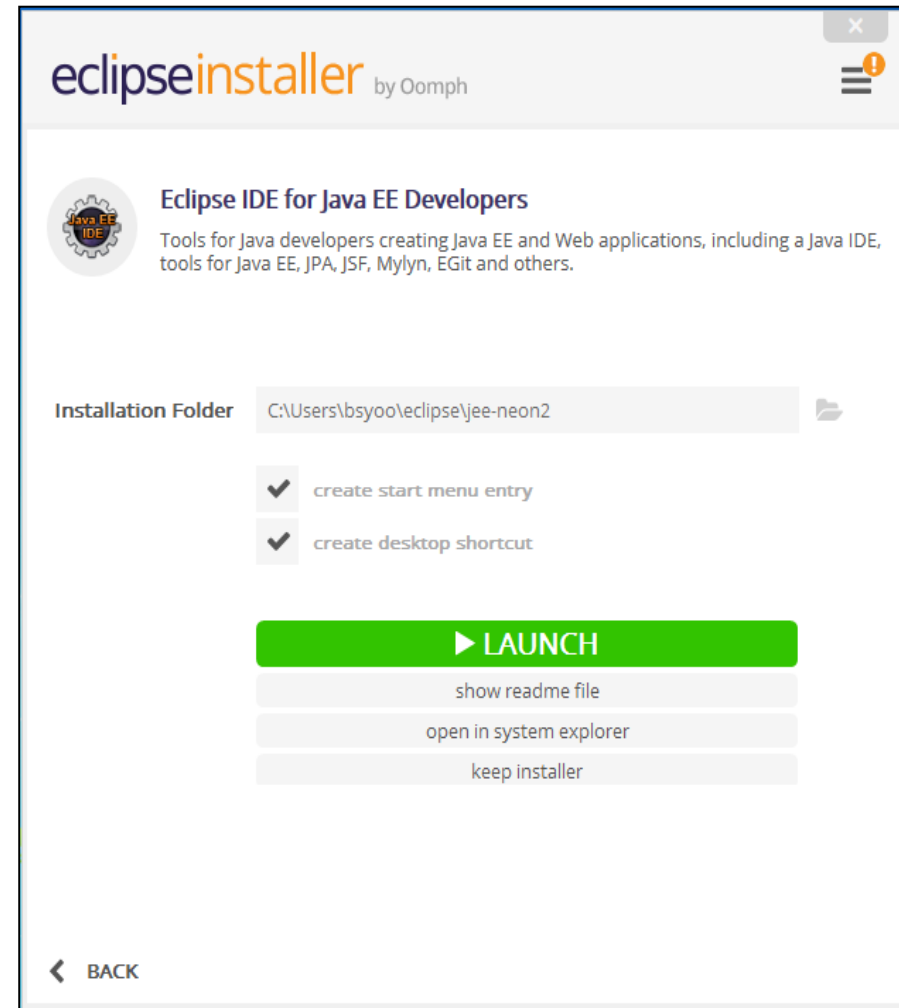 eclipseinstaller by Oomph
!
Java EE
IDE
Eclipse IDE for Java EE Developers
Tools for Java developers creating Java EE and Web applications, including a Java IDE,
tools for Java EE, JPA, JSF, Mylyn, EGit and others.
Installation Folder C:\Users\bsyoo\eclipse\jee-neon2
create start menu entry
create desktop shortcut
LAUNCH
show readme file
open in system explorer
keep installer
BACK